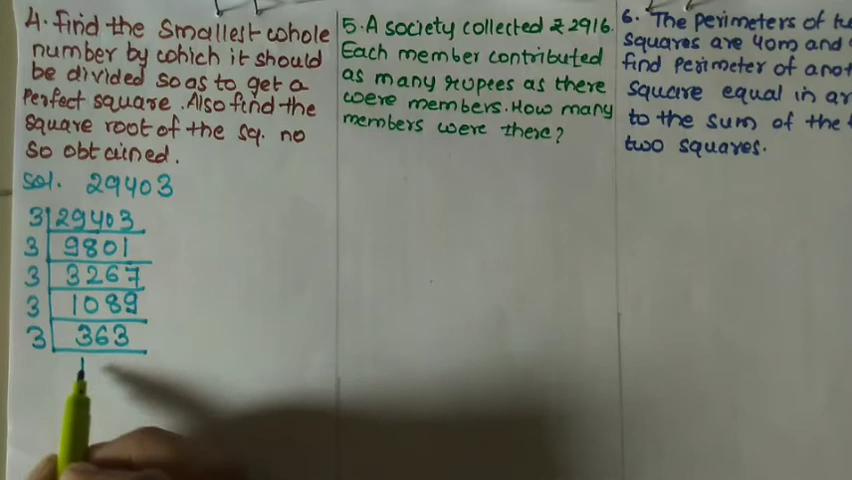 4. Find the smallest whole
number by which it should
be divided so as to get a
Perfect square. Also find the
square root of the sq. no
so obtained.
Sol. 29403
3 29403
3 9801
3 3267
3 1089
3 363
1
5. A society collected ₹2916.
Each member contributed
as many rupees as there
were members. How many
members were there?
6. The perimeters of
squares are 40m and
find perimeter of
square equal in
to the sum of the
two squares.